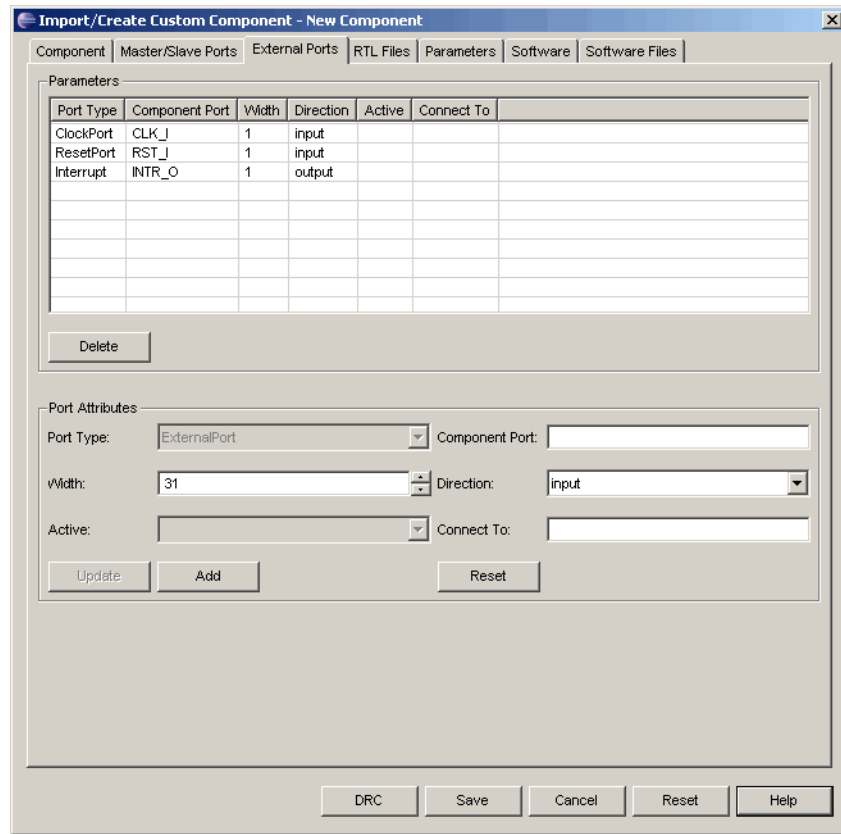 Import/Create Custom Component - New Component
Component Master/Slave Ports External Ports RTL Files Parameters Software Software Files
Parameters
Port Type Component Port Width Direction Active Connect To
ClockPort CLK_I 1 input
ResetPort RST_I 1 input
Interrupt INTR_O 1 output
Delete
Port Attributes
Port Type: ExternalPort Component Port:
Width: 31 Direction: input
Active: Connect To:
Update Add Reset
DRC Save Cancel Reset Help